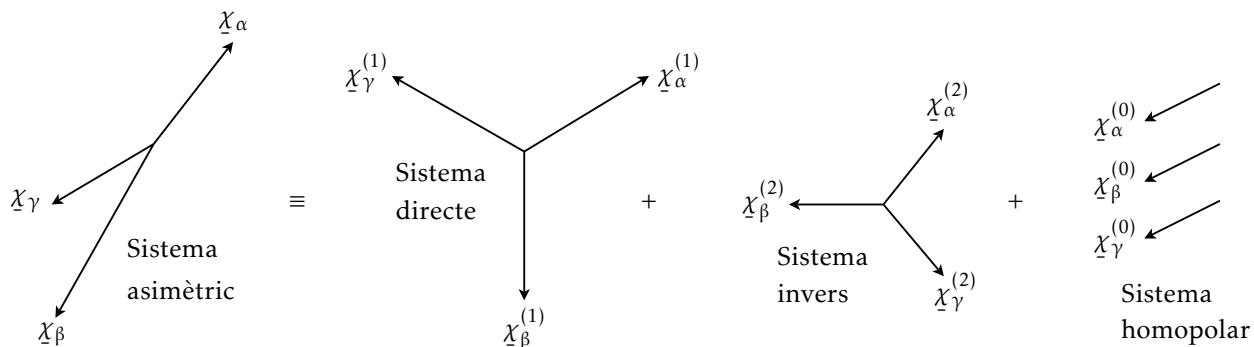 χ̲α
χ̲γ
χ̲β
Sistema
asimètric
≡
χ̲γ^(1)
χ̲α^(1)
χ̲β^(1)
Sistema
directe
+
χ̲α^(2)
χ̲β^(2)
χ̲γ^(2)
Sistema
invers
+
χ̲α^(0)
χ̲β^(0)
χ̲γ^(0)
Sistema
homopolar